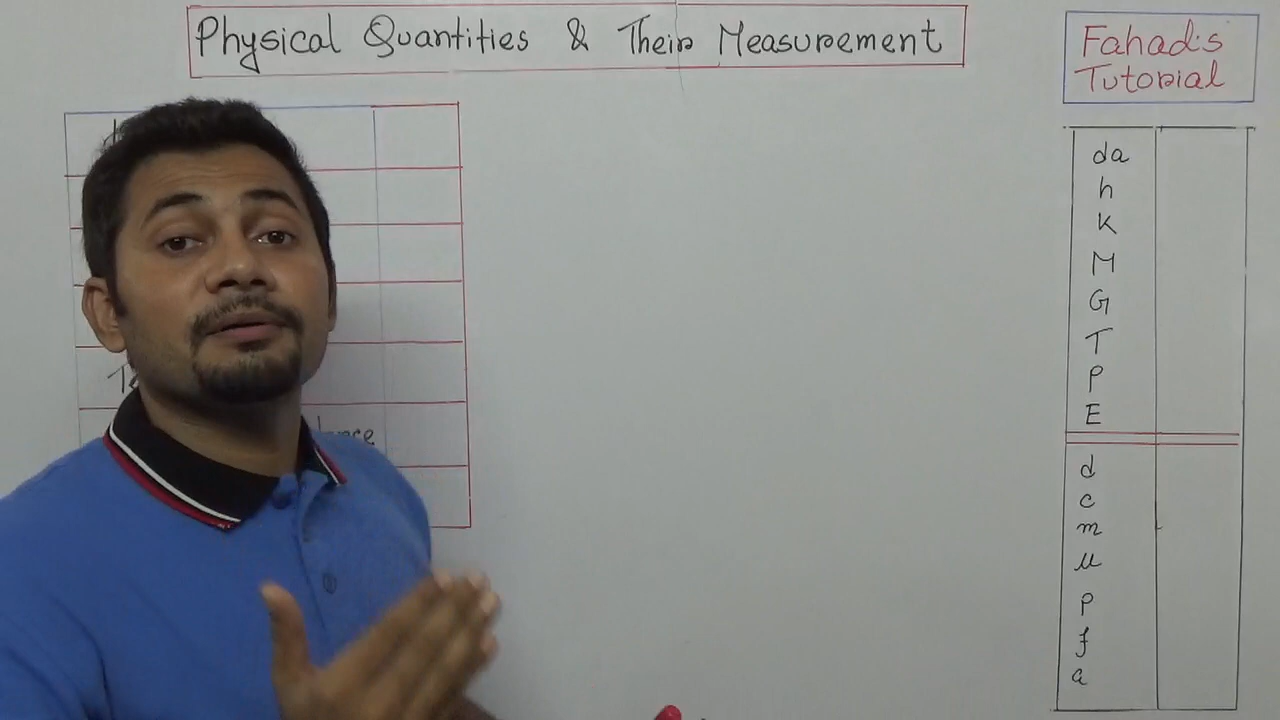 Physical Quantities & Their Measurement
Fahad's
Tutorial
da
h
K
M
G
T
P
E
d
c
m
μ
p
f
a